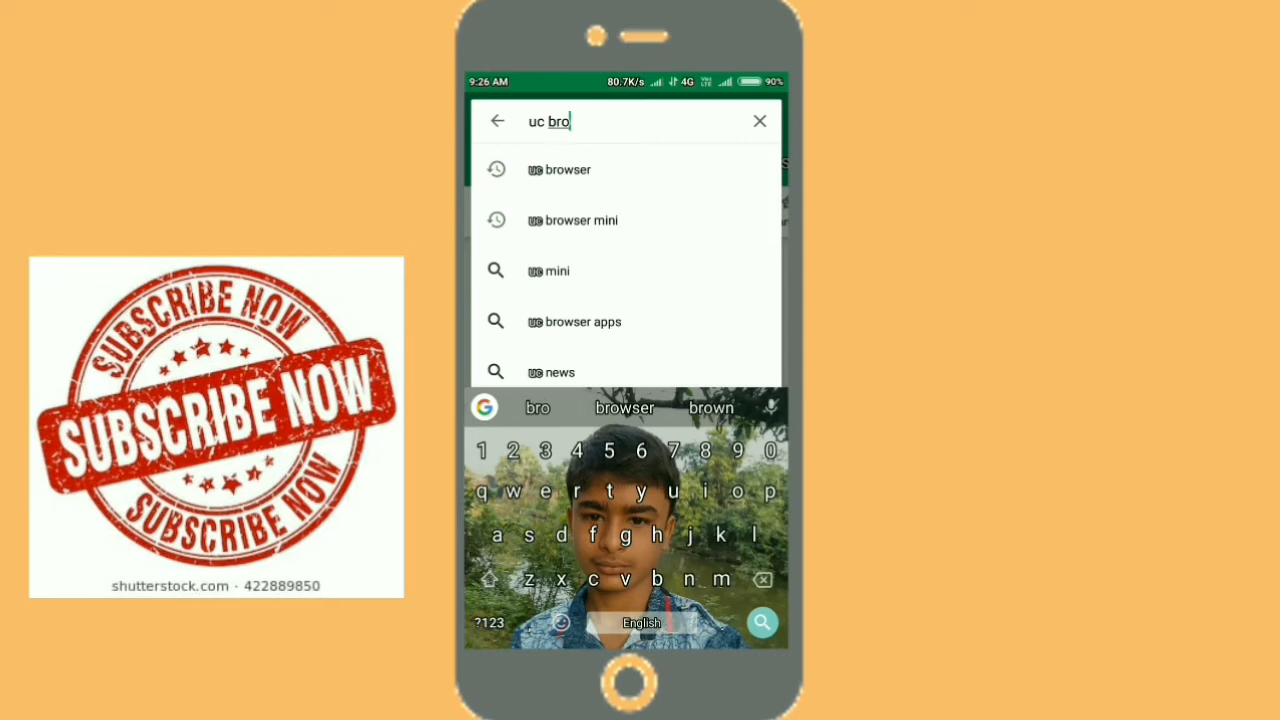 SUBSCRIBE NOW
SUBSCRIBE NOW
SUBSCRIBE NOW
shutterstock.com · 422889850
9:26 AM 80.7K/s 4G VoLTE 90%
uc bro
uc browser
uc browser mini
uc mini
uc browser apps
uc news
bro browser brown
1 2 3 4 5 6 7 8 9 0
q w e r t y u i o p
a s d f g h j k l
z x c v b n m
?123 , English .